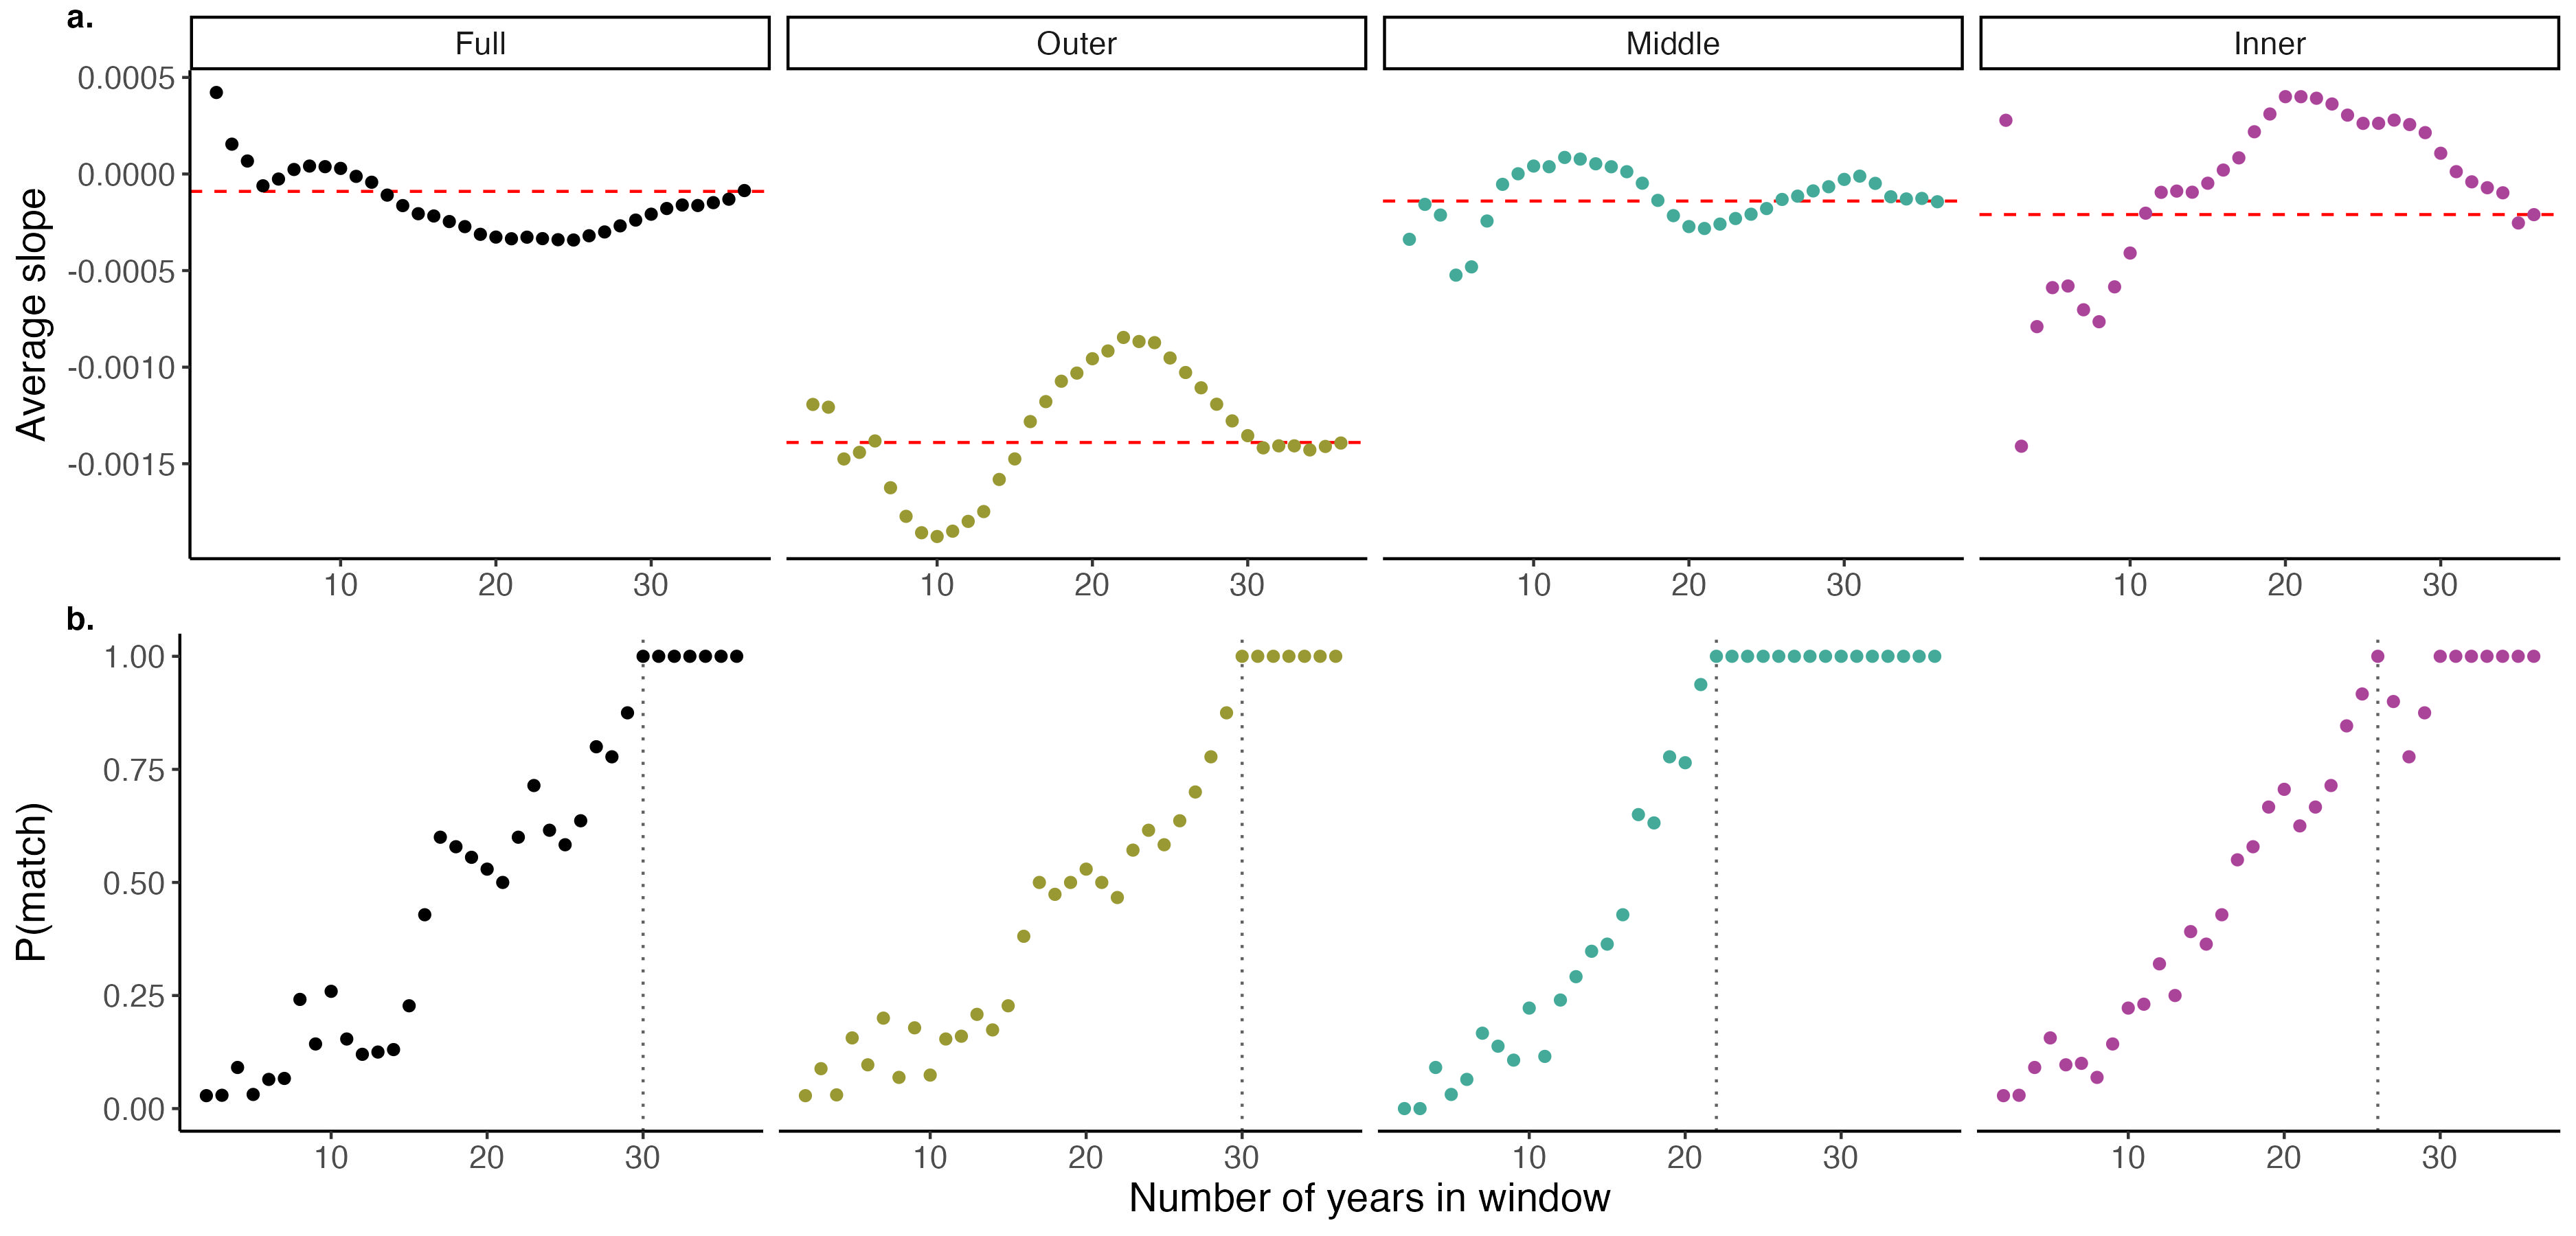 a.
Full Outer Middle Inner
0.0005
0.0000
-0.0005
-0.0010
-0.0015
Average slope
10 20 30 10 20 30 10 20 30 10 20 30
b.
1.00
0.75
0.50
0.25
0.00
P(match)
10 20 30 10 20 30 10 20 30 10 20 30
Number of years in window